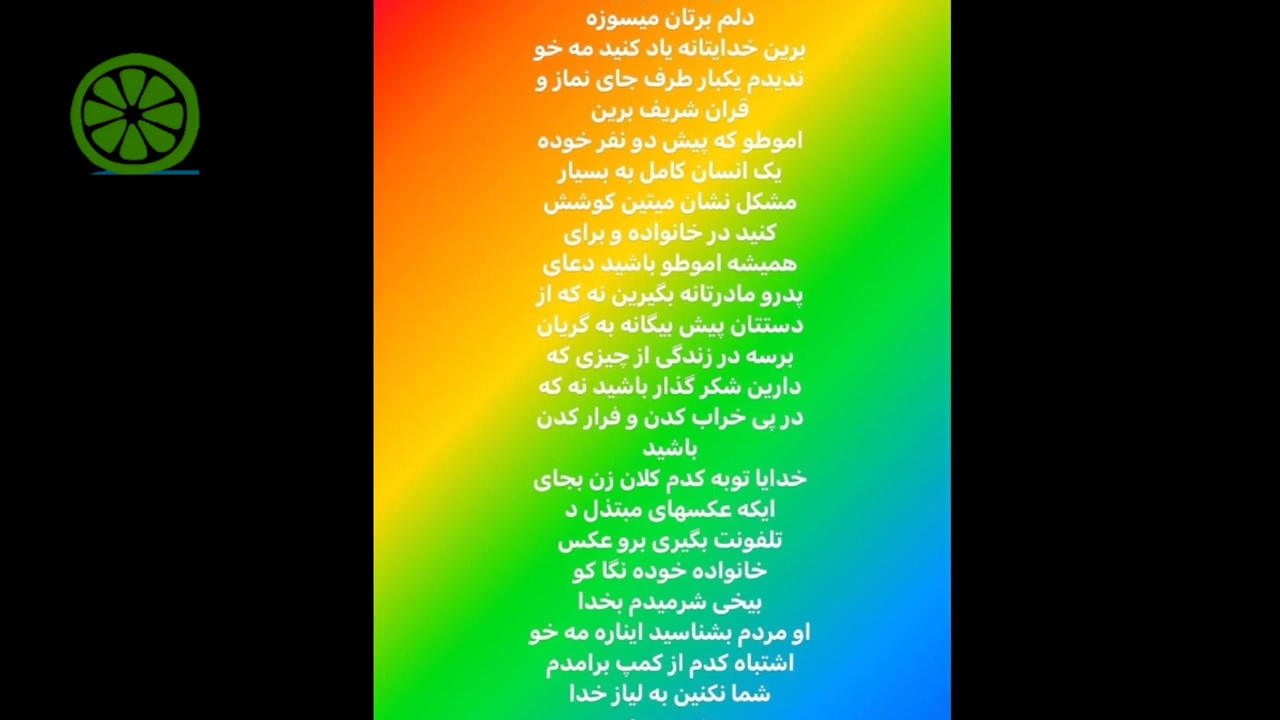 دلم برتان میسوزه
برین خدایتانه یاد کنید مه خو
ندیدم یکبار طرف جای نماز و
قران شریف برین
اموطو که پیش دو نفر خوده
یک انسان کامل به بسیار
مشکل نشان میتین کوشش
کنید در خانواده و برای
همیشه اموطو باشید دعای
پدرو مادرتانه بگیرین نه که از
دستتان پیش بیگانه به گریان
برسه در زندگی از چیزی که
دارین شکر گذار باشید نه که
در پی خراب کدن و فرار کدن
باشید
خدایا توبه کدم کلان زن بجای
ایکه عکسهای مبتذل د
تلفونت بگیری برو عکس
خانواده خوده نگا کو
بیخی شرمیدم بخدا
او مردم بشناسید ایناره مه خو
اشتباه کدم از کمپ برامدم
شما نکنین به لیاز خدا